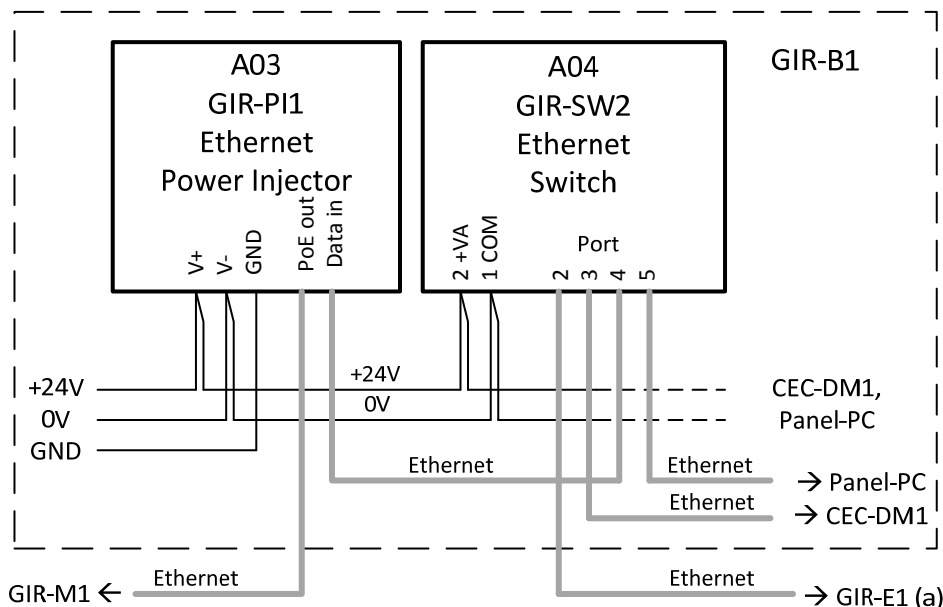 GIR-B1
A03
GIR-PI1
Ethernet
Power Injector
V+
V-
GND
PoE out
Data in
A04
GIR-SW2
Ethernet
Switch
Port
2 +VA
1 COM
2
3
4
5
+24V
0V
GND
+24V
0V
CEC-DM1,
Panel-PC
Ethernet
Ethernet
→ Panel-PC
Ethernet
→ CEC-DM1
GIR-M1 ←
Ethernet
Ethernet
→ GIR-E1 (a)